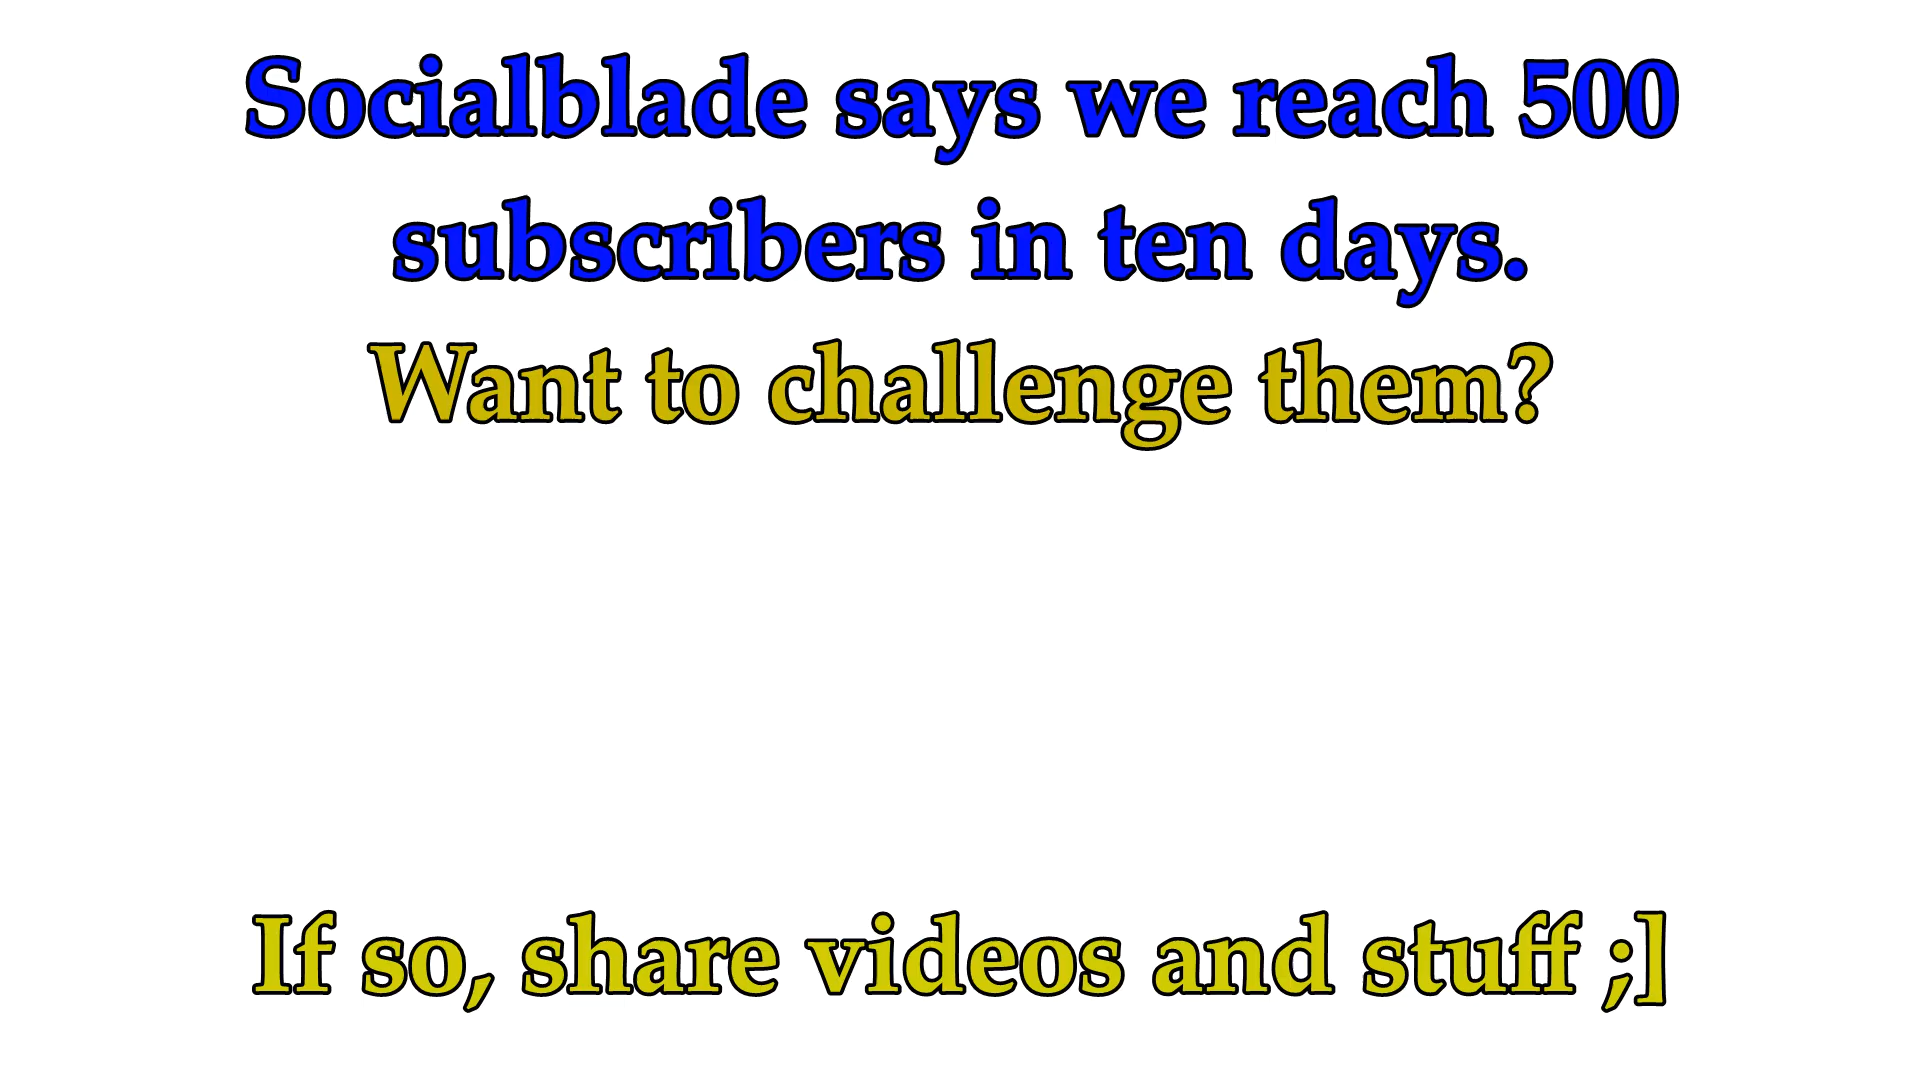 Socialblade says we reach 500
subscribers in ten days.
Want to challenge them?
If so, share videos and stuff ;]